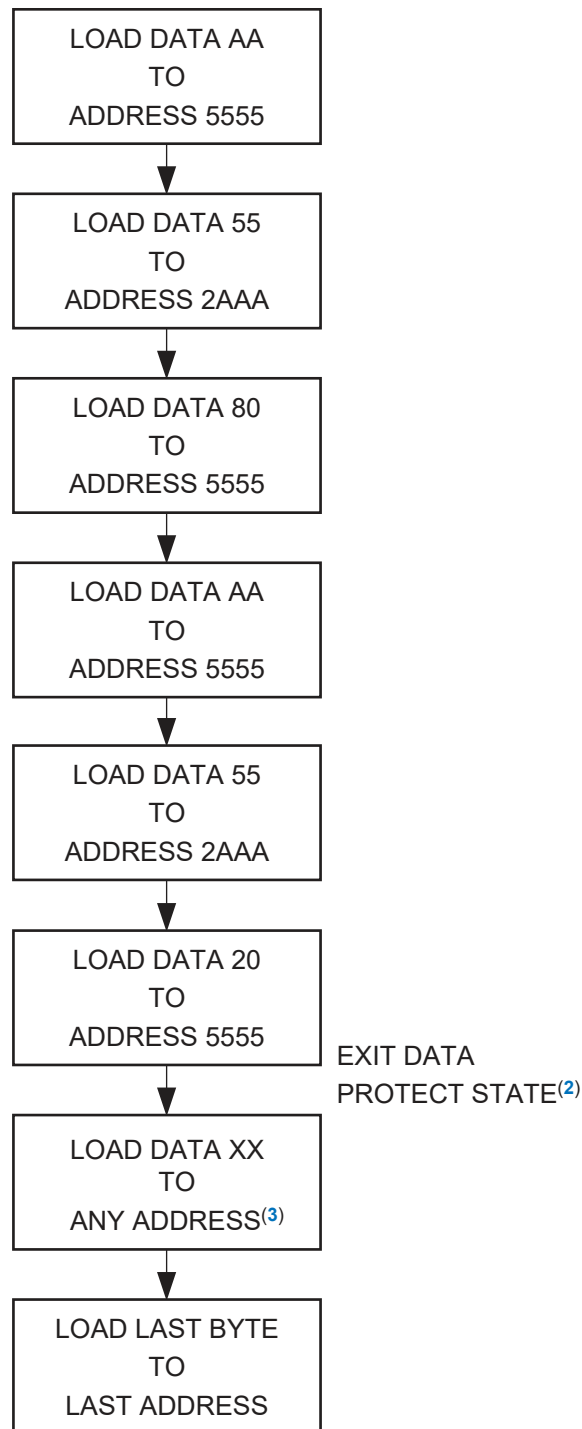 LOAD DATA AA
TO
ADDRESS 5555
LOAD DATA 55
TO
ADDRESS 2AAA
LOAD DATA 80
TO
ADDRESS 5555
LOAD DATA AA
TO
ADDRESS 5555
LOAD DATA 55
TO
ADDRESS 2AAA
LOAD DATA 20
TO
ADDRESS 5555
EXIT DATA
PROTECT STATE(2)
LOAD DATA XX
TO
ANY ADDRESS(3)
LOAD LAST BYTE
TO
LAST ADDRESS